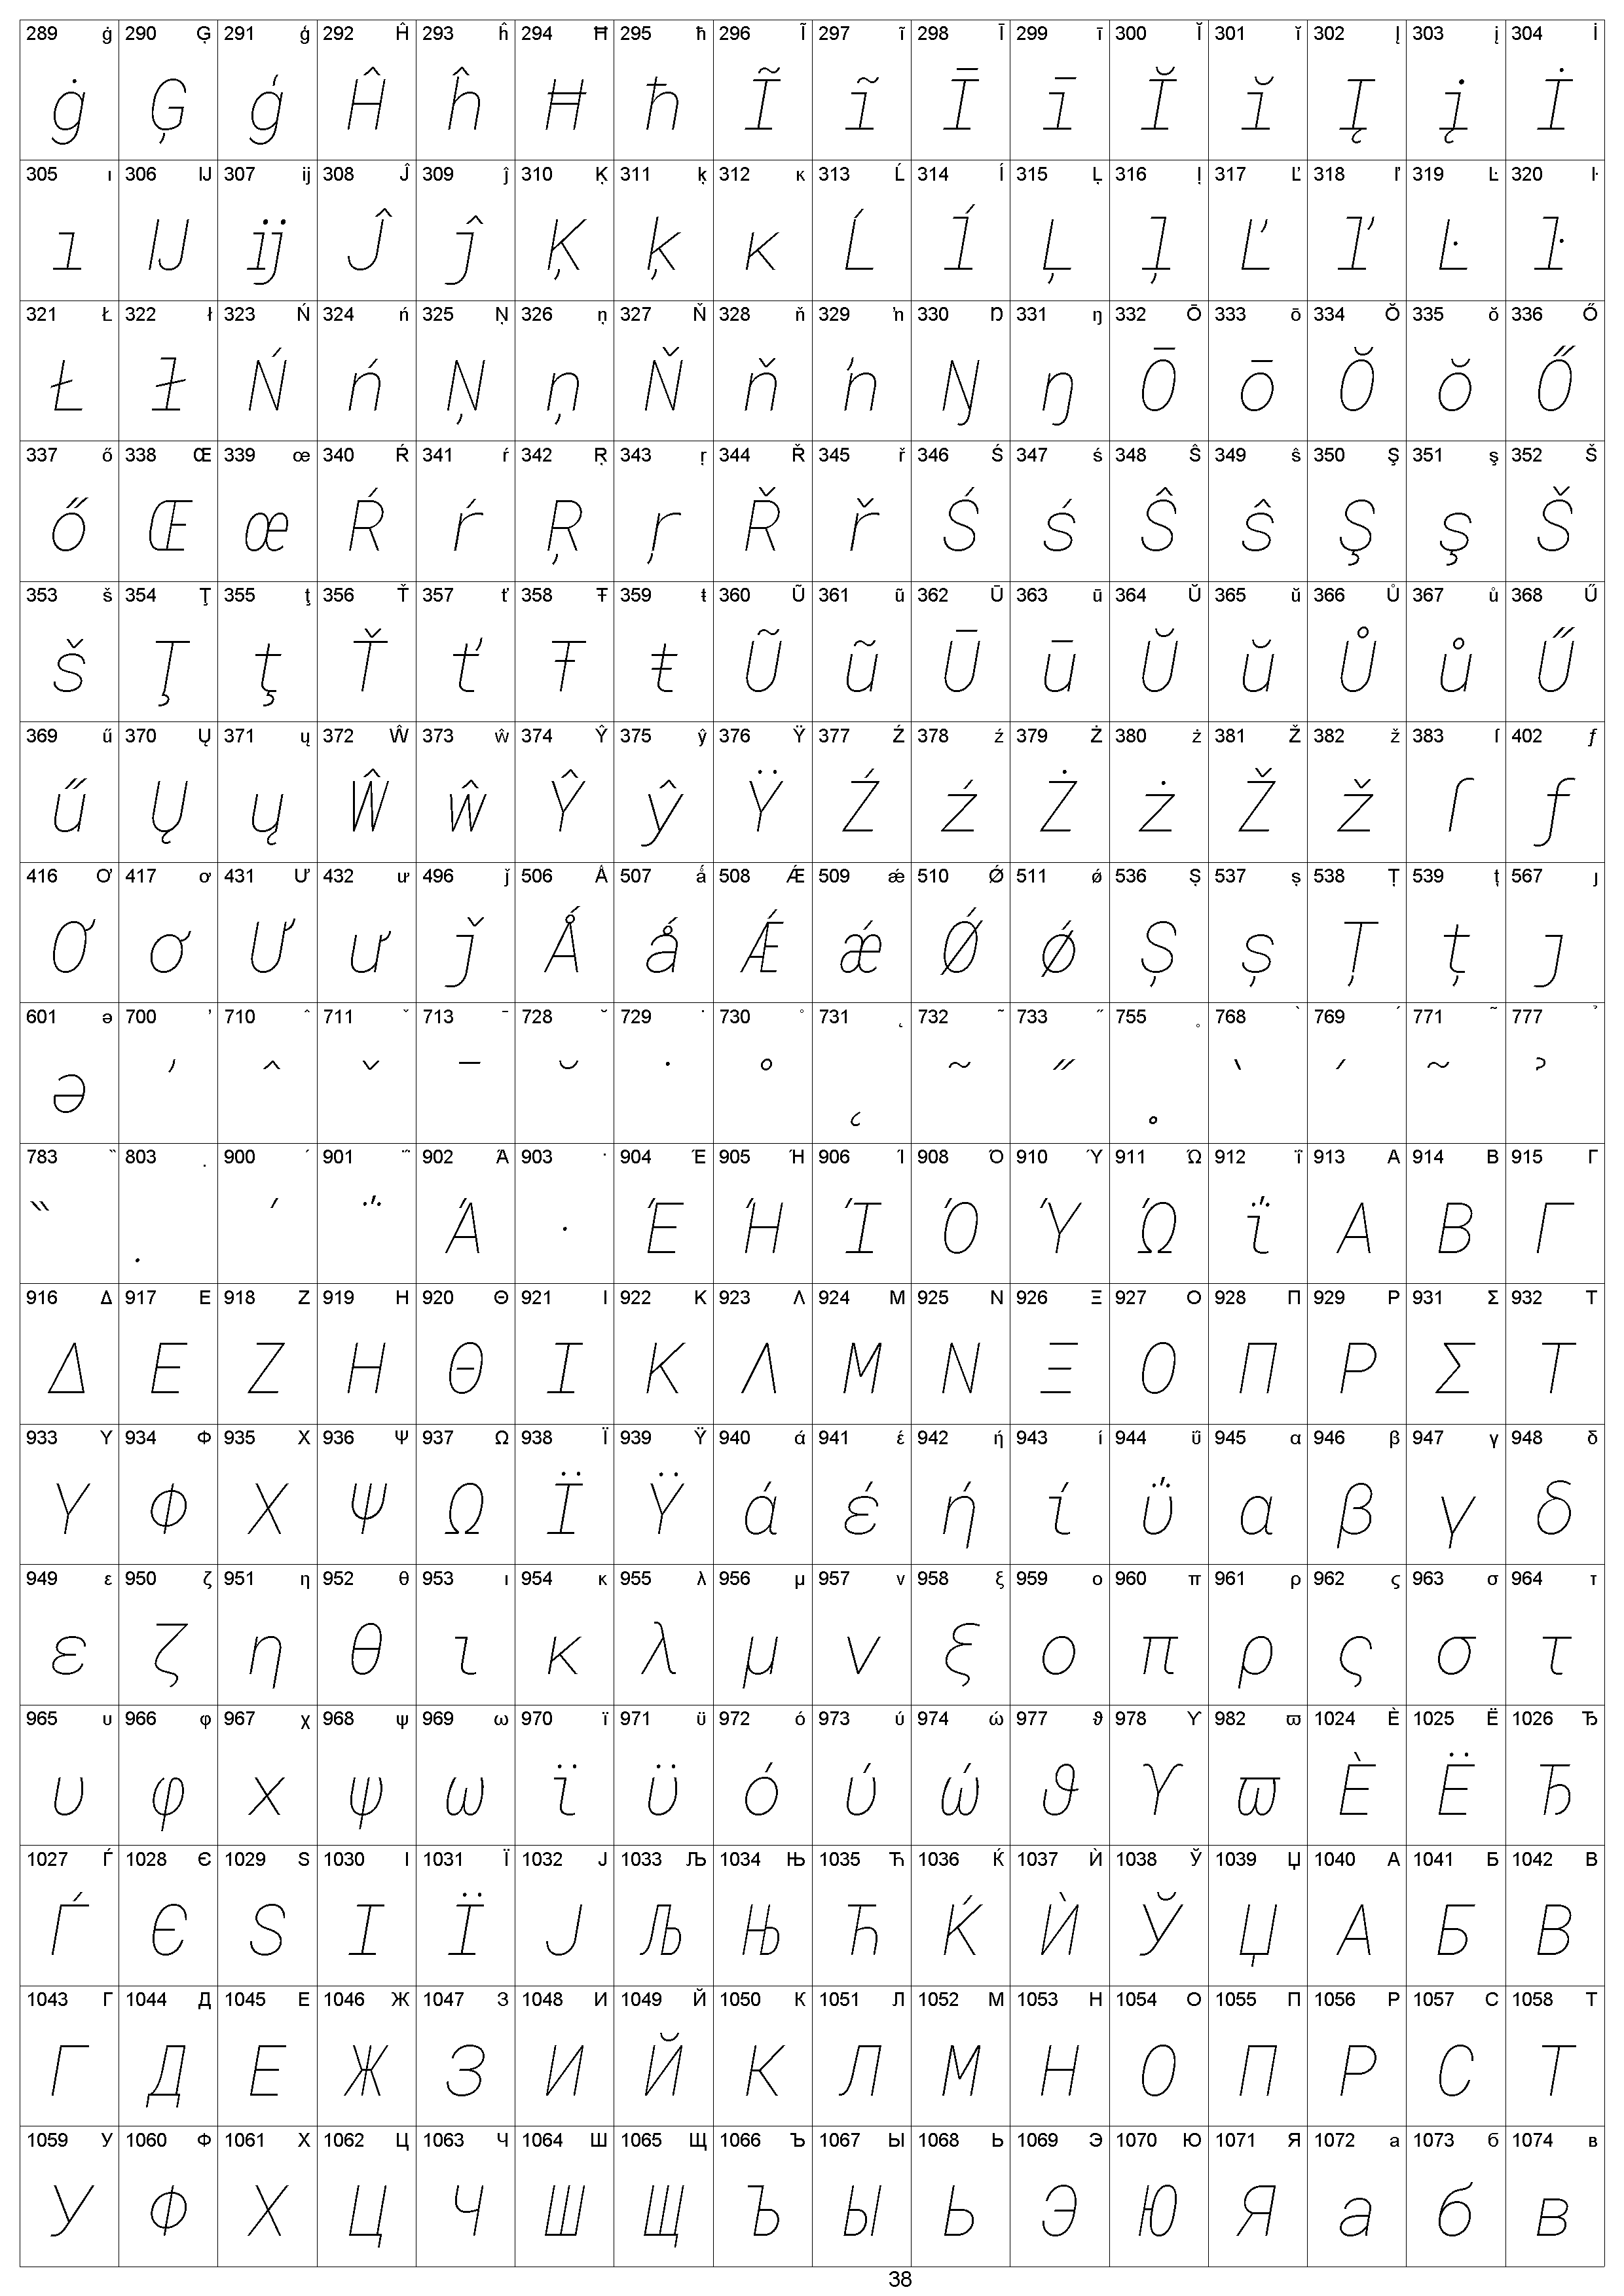 289 ġ 290 Ģ 291 ģ 292 Ĥ 293 ĥ 294 Ħ 295 ħ 296 Ĩ 297 ĩ 298 Ī 299 ī 300 Ĭ 301 ĭ 302 Į 303 į 304 İ
ġ Ģ ģ Ĥ ĥ Ħ ħ Ĩ ĩ Ī ī Ĭ ĭ Į į İ
305 ı 306 Ĳ 307 ĳ 308 Ĵ 309 ĵ 310 Ķ 311 ķ 312 ĸ 313 Ĺ 314 ĺ 315 Ļ 316 ļ 317 Ľ 318 ľ 319 Ŀ 320 ŀ
ı Ĳ ĳ Ĵ ĵ Ķ ķ ĸ Ĺ ĺ Ļ ļ Ľ ľ Ŀ ŀ
321 Ł 322 ł 323 Ń 324 ń 325 Ņ 326 ņ 327 Ň 328 ň 329 ŉ 330 Ŋ 331 ŋ 332 Ō 333 ō 334 Ŏ 335 ŏ 336 Ő
Ł ł Ń ń Ņ ņ Ň ň ŉ Ŋ ŋ Ō ō Ŏ ŏ Ő
337 ő 338 Œ 339 œ 340 Ŕ 341 ŕ 342 Ŗ 343 ŗ 344 Ř 345 ř 346 Ś 347 ś 348 Ŝ 349 ŝ 350 Ş 351 ş 352 Š
ő Œ œ Ŕ ŕ Ŗ ŗ Ř ř Ś ś Ŝ ŝ Ş ş Š
353 š 354 Ţ 355 ţ 356 Ť 357 ť 358 Ŧ 359 ŧ 360 Ũ 361 ũ 362 Ū 363 ū 364 Ŭ 365 ŭ 366 Ů 367 ů 368 Ű
š Ţ ţ Ť ť Ŧ ŧ Ũ ũ Ū ū Ŭ ŭ Ů ů Ű
369 ű 370 Ų 371 ų 372 Ŵ 373 ŵ 374 Ŷ 375 ŷ 376 Ÿ 377 Ź 378 ź 379 Ż 380 ż 381 Ž 382 ž 383 ſ 402 ƒ
ű Ų ų Ŵ ŵ Ŷ ŷ Ÿ Ź ź Ż ż Ž ž ſ ƒ
416 Ơ 417 ơ 431 Ư 432 ư 496 ǰ 506 Ǻ 507 ǻ 508 Ǽ 509 ǽ 510 Ǿ 511 ǿ 536 Ș 537 ș 538 Ț 539 ț 567 ȷ
Ơ ơ Ư ư ǰ Ǻ ǻ Ǽ ǽ Ǿ ǿ Ș ș Ț ț ȷ
601 ə 700 ʼ 710 ˆ 711 ˇ 713 ˉ 728 ˘ 729 ˙ 730 ˚ 731 ˛ 732 ˜ 733 ˝ 755 ˳ 768 ̀ 769 ́ 771 ̃ 777 ̉
ə ʼ ˆ ˇ ˉ ˘ ˙ ˚ ˛ ˜ ˝ ˳ ̀ ́ ̃ ̉
783 ̏ 803 ̣ 900 ΄ 901 ΅ 902 Ά 903 · 904 Έ 905 Ή 906 Ί 908 Ό 910 Ύ 911 Ώ 912 ΐ 913 Α 914 Β 915 Γ
̏ ̣ ΄ ΅ Ά · Έ Ή Ί Ό Ύ Ώ ΐ Α Β Γ
916 Δ 917 Ε 918 Ζ 919 Η 920 Θ 921 Ι 922 Κ 923 Λ 924 Μ 925 Ν 926 Ξ 927 Ο 928 Π 929 Ρ 931 Σ 932 Τ
Δ Ε Ζ Η Θ Ι Κ Λ Μ Ν Ξ Ο Π Ρ Σ Τ
933 Υ 934 Φ 935 Χ 936 Ψ 937 Ω 938 Ϊ 939 Ϋ 940 ά 941 έ 942 ή 943 ί 944 ΰ 945 α 946 β 947 γ 948 δ
Υ Φ Χ Ψ Ω Ϊ Ϋ ά έ ή ί ΰ α β γ δ
949 ε 950 ζ 951 η 952 θ 953 ι 954 κ 955 λ 956 μ 957 ν 958 ξ 959 ο 960 π 961 ρ 962 ς 963 σ 964 τ
ε ζ η θ ι κ λ μ ν ξ ο π ρ ς σ τ
965 υ 966 φ 967 χ 968 ψ 969 ω 970 ϊ 971 ϋ 972 ό 973 ύ 974 ώ 977 ϑ 978 ϒ 982 ϖ 1024 Ѐ 1025 Ё 1026 Ђ
υ φ χ ψ ω ϊ ϋ ό ύ ώ ϑ ϒ ϖ Ѐ Ё Ђ
1027 Ѓ 1028 Є 1029 Ѕ 1030 І 1031 Ї 1032 Ј 1033 Љ 1034 Њ 1035 Ћ 1036 Ќ 1037 Ѝ 1038 Ў 1039 Џ 1040 А 1041 Б 1042 В
Ѓ Є Ѕ І Ї Ј Љ Њ Ћ Ќ Ѝ Ў Џ А Б В
1043 Г 1044 Д 1045 Е 1046 Ж 1047 З 1048 И 1049 Й 1050 К 1051 Л 1052 М 1053 Н 1054 О 1055 П 1056 Р 1057 С 1058 Т
Г Д Е Ж З И Й К Л М Н О П Р С Т
1059 У 1060 Ф 1061 Х 1062 Ц 1063 Ч 1064 Ш 1065 Щ 1066 Ъ 1067 Ы 1068 Ь 1069 Э 1070 Ю 1071 Я 1072 а 1073 б 1074 в
У Ф Х Ц Ч Ш Щ Ъ Ы Ь Э Ю Я а б в
38